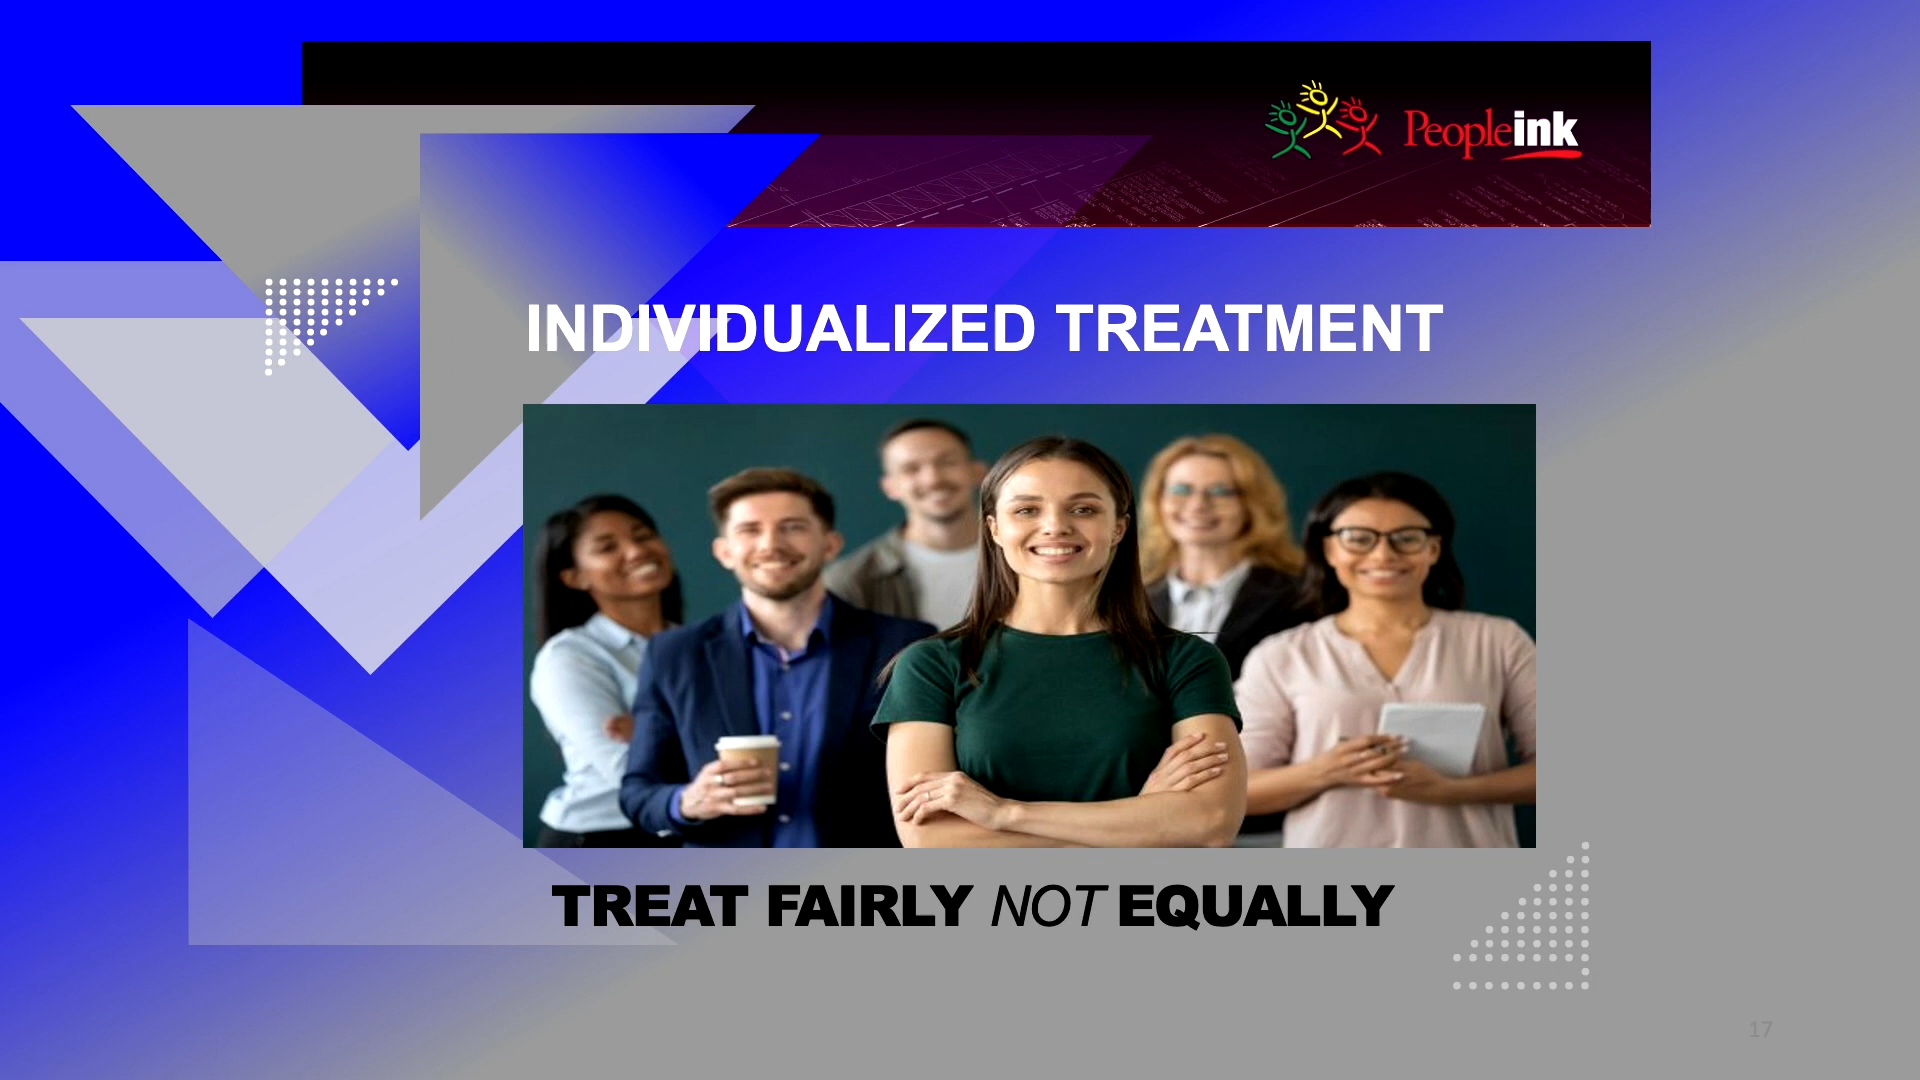 Peopleink
INDIVIDUALIZED TREATMENT
TREAT FAIRLY NOT EQUALLY
17